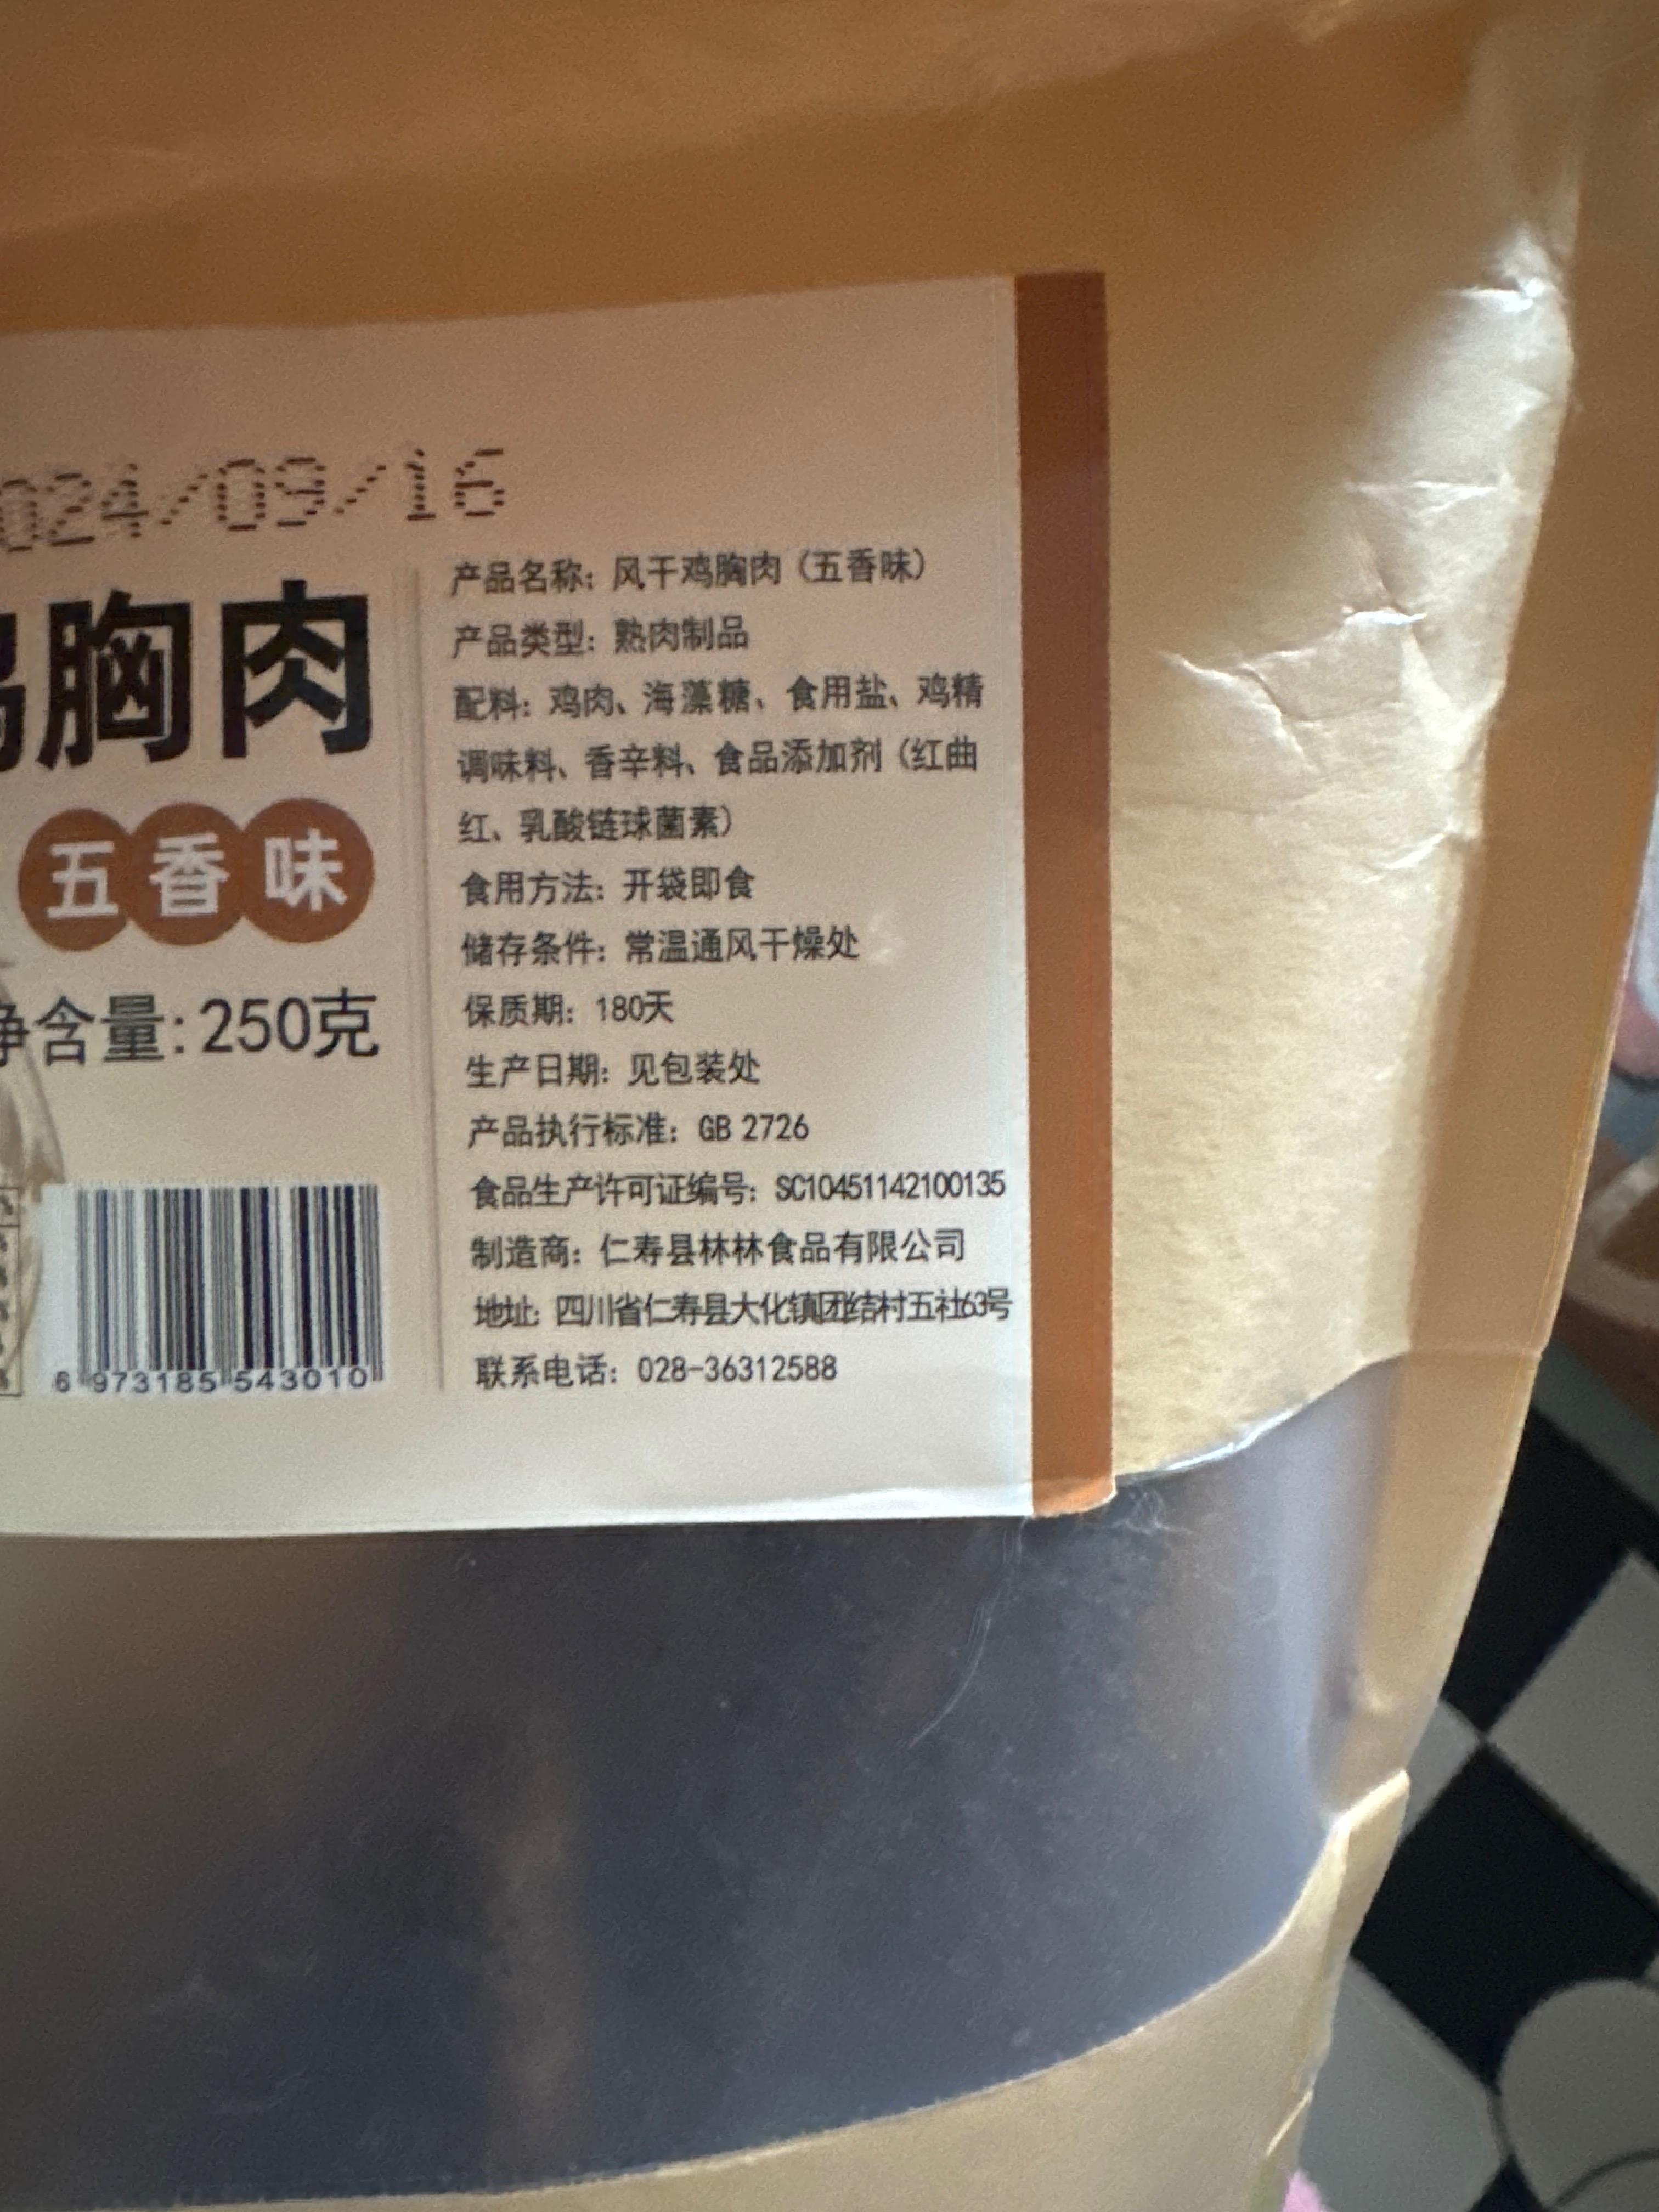 024/09/16
胸肉
五香味
净含量:250克
6 973185 543010
产品名称：风干鸡胸肉（五香味）
产品类型：熟肉制品
配料：鸡肉、海藻糖、食用盐、鸡精
调味料、香辛料、食品添加剂（红曲
红、乳酸链球菌素）
食用方法：开袋即食
储存条件：常温通风干燥处
保质期：180天
生产日期：见包装处
产品执行标准：GB 2726
食品生产许可证编号：SC10451142100135
制造商：仁寿县林林食品有限公司
地址：四川省仁寿县大化镇团结村五社63号
联系电话：028-36312588